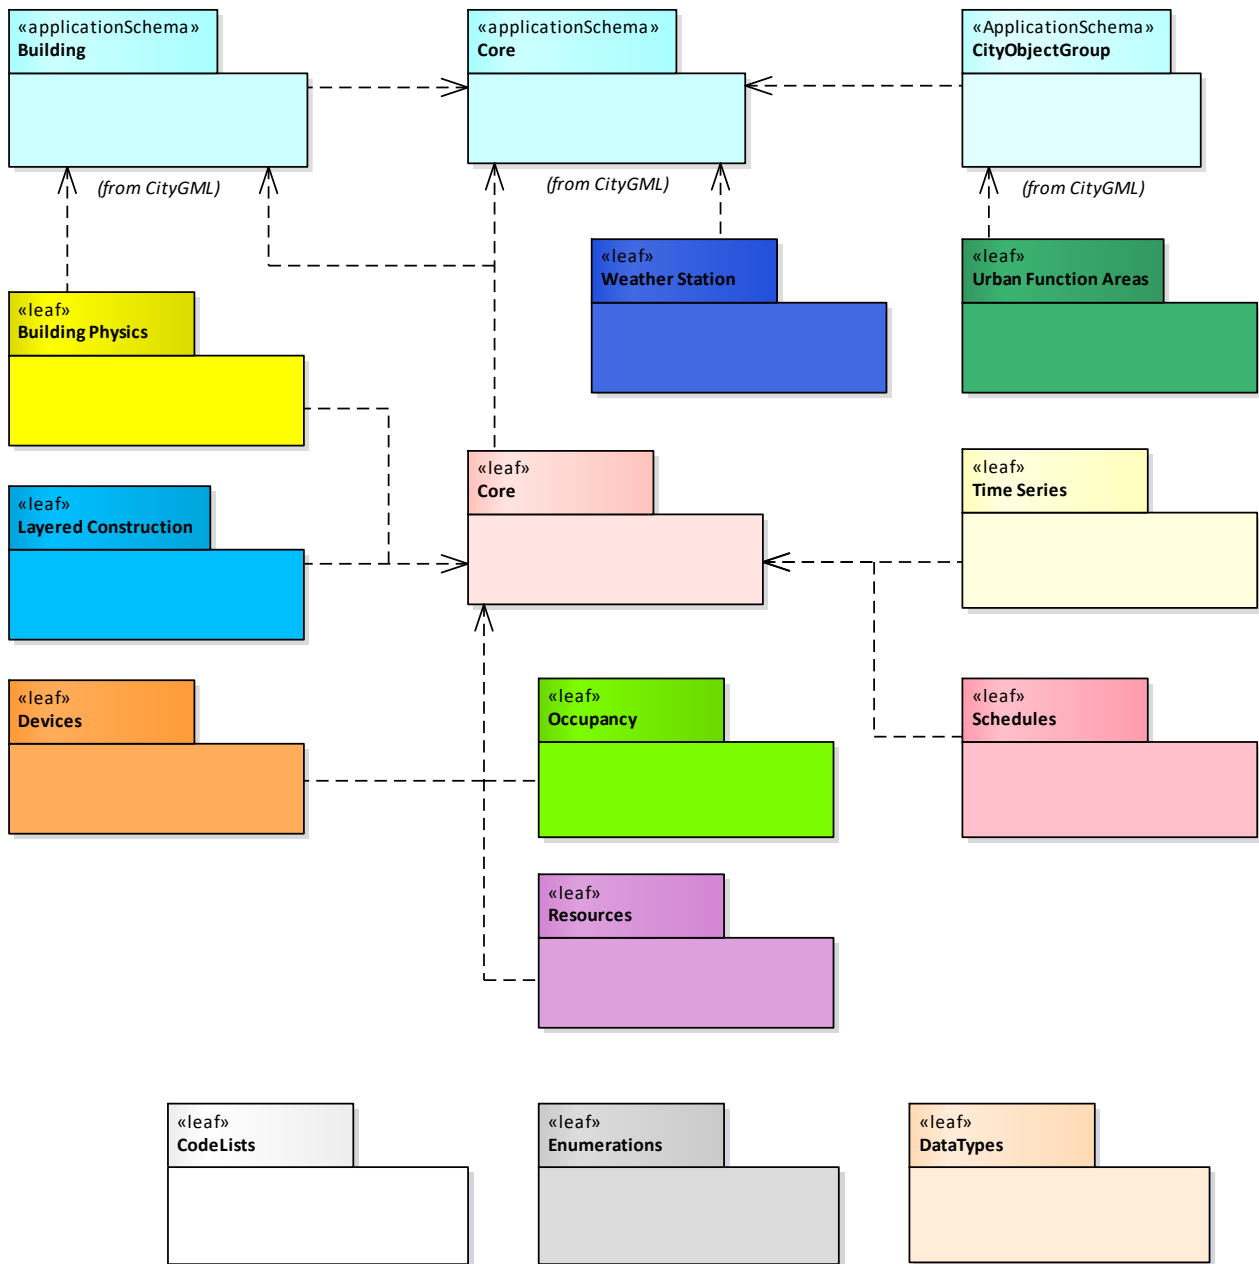 «applicationSchema»
Building
«applicationSchema»
Core
«ApplicationSchema»
CityObjectGroup
(from CityGML)
(from CityGML)
(from CityGML)
«leaf»
Weather Station
«leaf»
Urban Function Areas
«leaf»
Building Physics
«leaf»
Core
«leaf»
Time Series
«leaf»
Layered Construction
«leaf»
Devices
«leaf»
Occupancy
«leaf»
Schedules
«leaf»
Resources
«leaf»
CodeLists
«leaf»
Enumerations
«leaf»
DataTypes